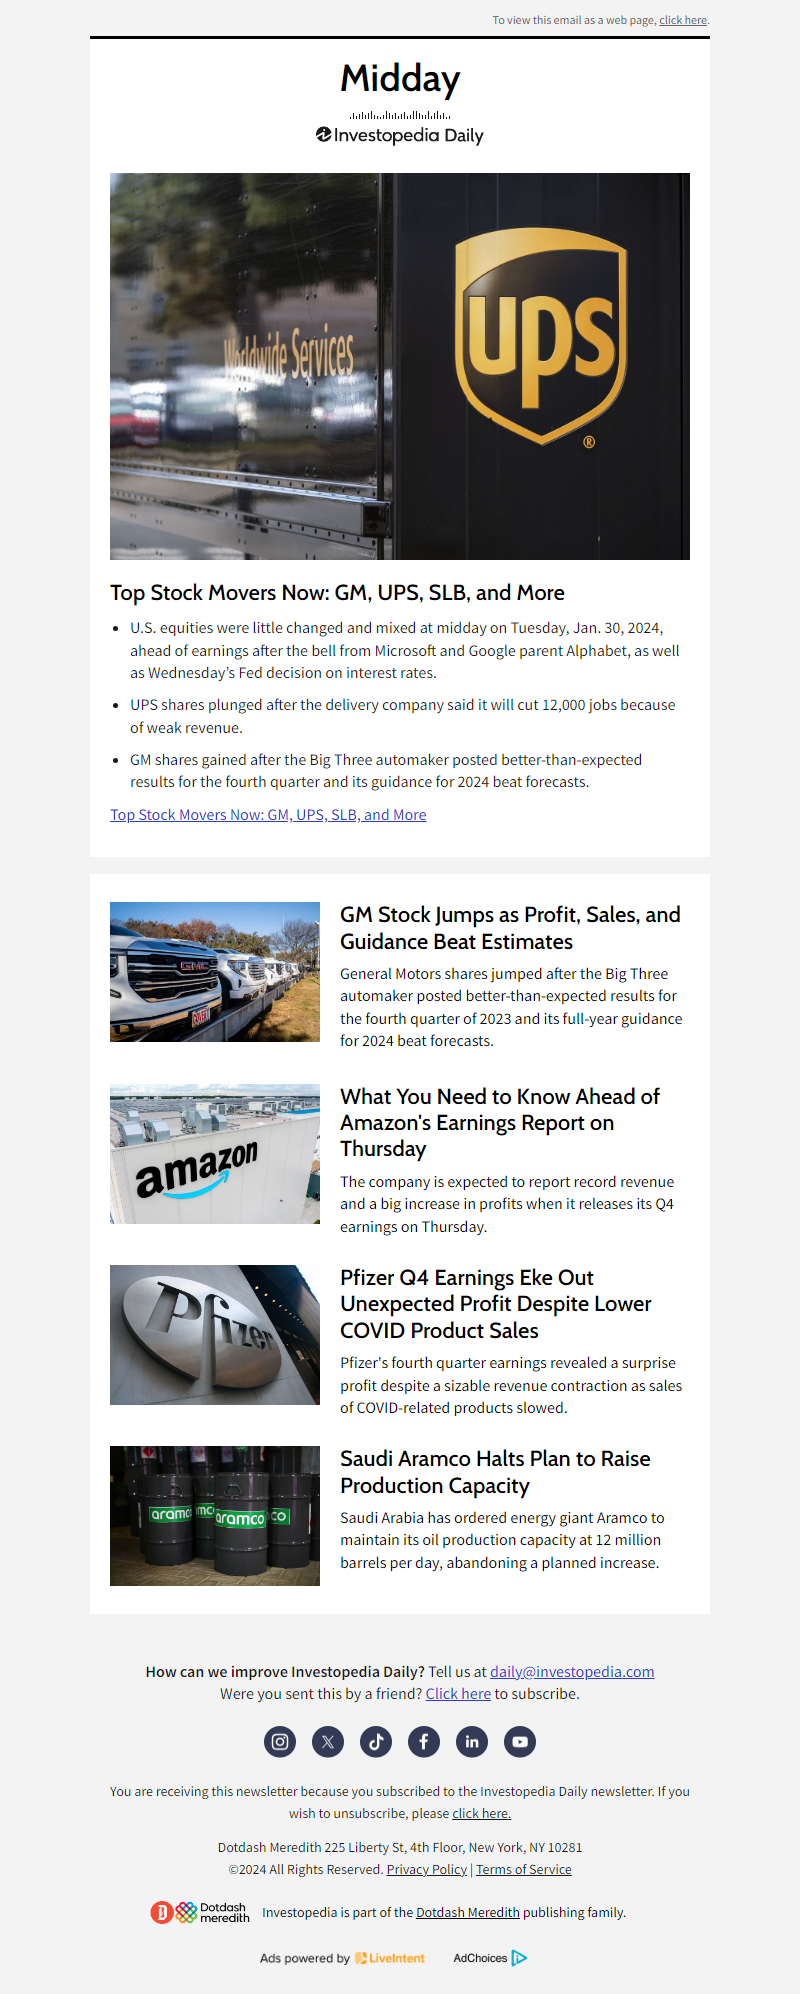 To view this email as a web page, click here.
Midday
Investopedia Daily
Worldwide Services
ups
®
Top Stock Movers Now: GM, UPS, SLB, and More
• U.S. equities were little changed and mixed at midday on Tuesday, Jan. 30, 2024,
ahead of earnings after the bell from Microsoft and Google parent Alphabet, as well
as Wednesday’s Fed decision on interest rates.
• UPS shares plunged after the delivery company said it will cut 12,000 jobs because
of weak revenue.
• GM shares gained after the Big Three automaker posted better-than-expected
results for the fourth quarter and its guidance for 2024 beat forecasts.
Top Stock Movers Now: GM, UPS, SLB, and More
GMC
GM Stock Jumps as Profit, Sales, and
Guidance Beat Estimates
General Motors shares jumped after the Big Three
automaker posted better-than-expected results for
the fourth quarter of 2023 and its full-year guidance
for 2024 beat forecasts.
amazon
What You Need to Know Ahead of
Amazon's Earnings Report on
Thursday
The company is expected to report record revenue
and a big increase in profits when it releases its Q4
earnings on Thursday.
Pfizer
Pfizer Q4 Earnings Eke Out
Unexpected Profit Despite Lower
COVID Product Sales
Pfizer's fourth quarter earnings revealed a surprise
profit despite a sizable revenue contraction as sales
of COVID-related products slowed.
aramco aramco
Saudi Aramco Halts Plan to Raise
Production Capacity
Saudi Arabia has ordered energy giant Aramco to
maintain its oil production capacity at 12 million
barrels per day, abandoning a planned increase.
How can we improve Investopedia Daily? Tell us at daily@investopedia.com
Were you sent this by a friend? Click here to subscribe.
You are receiving this newsletter because you subscribed to the Investopedia Daily newsletter. If you
wish to unsubscribe, please click here.
Dotdash Meredith 225 Liberty St, 4th Floor, New York, NY 10281
©2024 All Rights Reserved. Privacy Policy | Terms of Service
Dotdash
meredith
Investopedia is part of the Dotdash Meredith publishing family.
Ads powered by LiveIntent
AdChoices